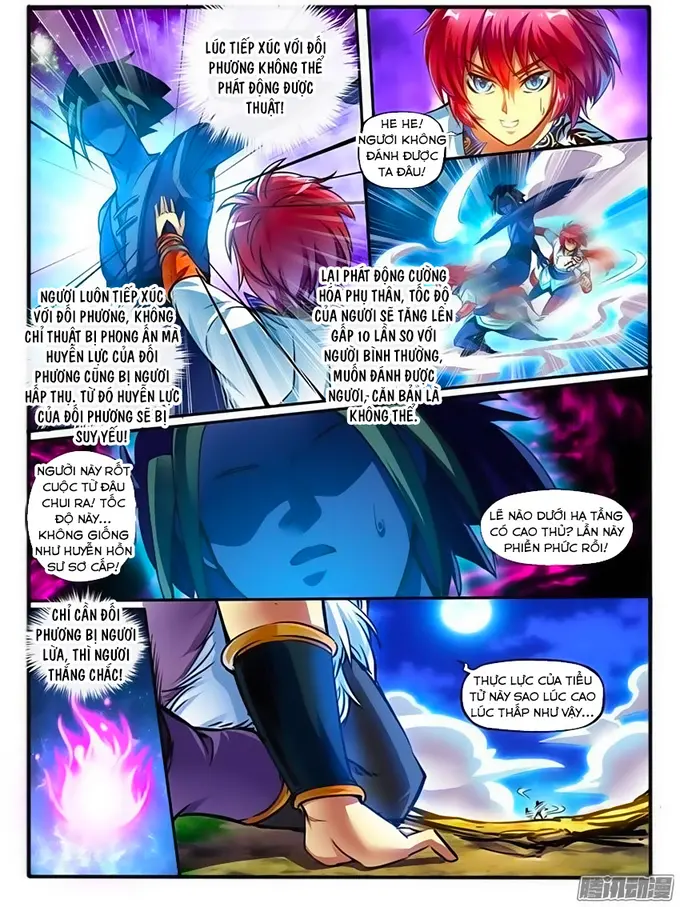 LÚC TIẾP XÚC VỚI ĐỐI
PHƯƠNG KHÔNG THỂ
PHÁT ĐỘNG ĐƯỢC
THUẬT!
HE HE!
NGƯƠI KHÔNG
ĐÁNH ĐƯỢC
TA ĐÂU!
NGƯƠI LUÔN TIẾP XÚC
VỚI ĐỐI PHƯƠNG, KHÔNG
CHỈ THUẬT BỊ PHONG ẤN MÀ
HUYỀN LỰC CỦA ĐỐI
PHƯƠNG CŨNG BỊ NGƯƠI
HẤP THỤ. TỪ ĐÓ HUYỄN LỰC
CỦA ĐỐI PHƯƠNG SẼ BỊ
SUY YẾU!
LẠI PHÁT ĐỘNG CƯỜNG
HÓA PHỤ THÂN, TỐC ĐỘ
CỦA NGƯƠI SẼ TĂNG LÊN
GẤP 10 LẦN SO VỚI
NGƯỜI BÌNH THƯỜNG,
MUỐN ĐÁNH ĐƯỢC
NGƯƠI, CĂN BẢN LÀ
KHÔNG THỂ.
NGƯỜI NÀY RỐT
CUỘC TỪ ĐÂU
CHUI RA! TỐC
ĐỘ NÀY...
KHÔNG GIỐNG
NHƯ HUYỄN HỒN
SƯ SƠ CẤP!
LẼ NÀO DƯỚI HẠ TẦNG
CÓ CAO THỦ? LẦN NÀY
PHIỀN PHỨC RỒI!
CHỈ CẦN ĐỐI
PHƯƠNG BỊ NGƯƠI
LỪA, THÌ NGƯƠI
THẮNG CHẮC!
THỰC LỰC CỦA TIỂU
TỬ NÀY SAO LÚC CAO
LÚC THẤP NHƯ VẬY...
腾讯动漫